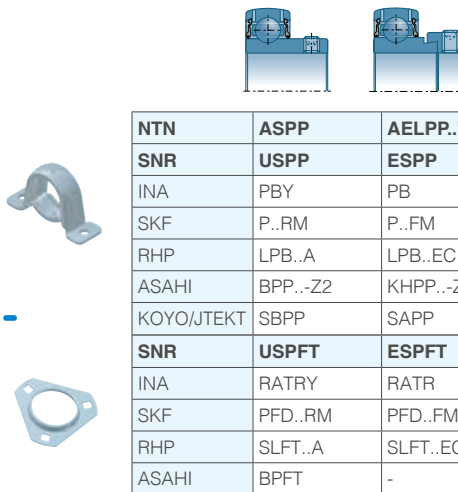 NTN ASPP AELPP..
SNR USPP ESPP
INA PBY PB
SKF P..RM P..FM
RHP LPB..A LPB..EC
ASAHI BPP..-Z2 KHPP..-Z
KOYO/JTEKT SBPP SAPP
SNR USPFT ESPFT
INA RATRY RATR
SKF PFD..RM PFD..FM
RHP SLFT..A SLFT..EC
ASAHI BPFT -